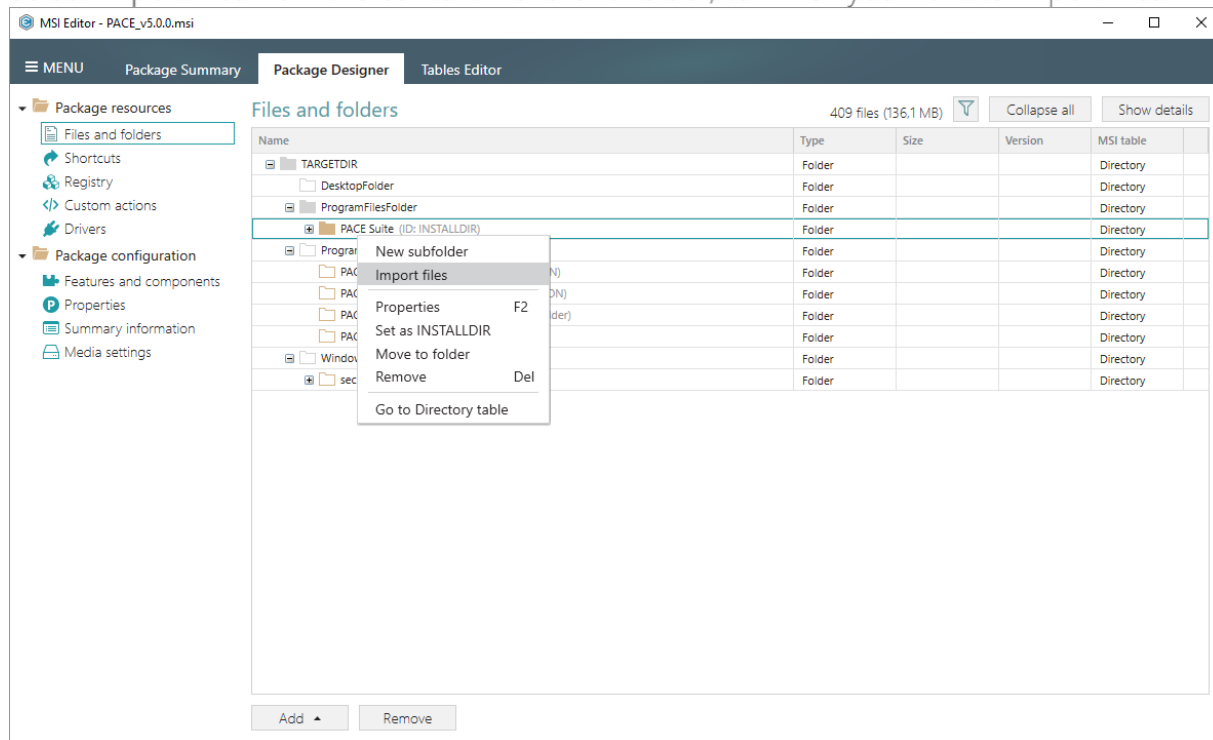 MSI Editor - PACE_v5.0.0.msi
MENU Package Summary Package Designer Tables Editor
Package resources
Files and folders
Shortcuts
Registry
Custom actions
Drivers
Package configuration
Features and components
Properties
Summary information
Media settings
Files and folders 409 files (136,1 MB) Collapse all Show details
Name Type Size Version MSI table
TARGETDIR Folder Directory
DesktopFolder Folder Directory
ProgramFilesFolder Folder Directory
PACE Suite (ID: INSTALLDIR) Folder Directory
Folder Directory
Folder Directory
Folder Directory
Folder Directory
Folder Directory
Folder Directory
Folder Directory
New subfolder
Import files
Properties F2
Set as INSTALLDIR
Move to folder
Remove Del
Go to Directory table
Add Remove